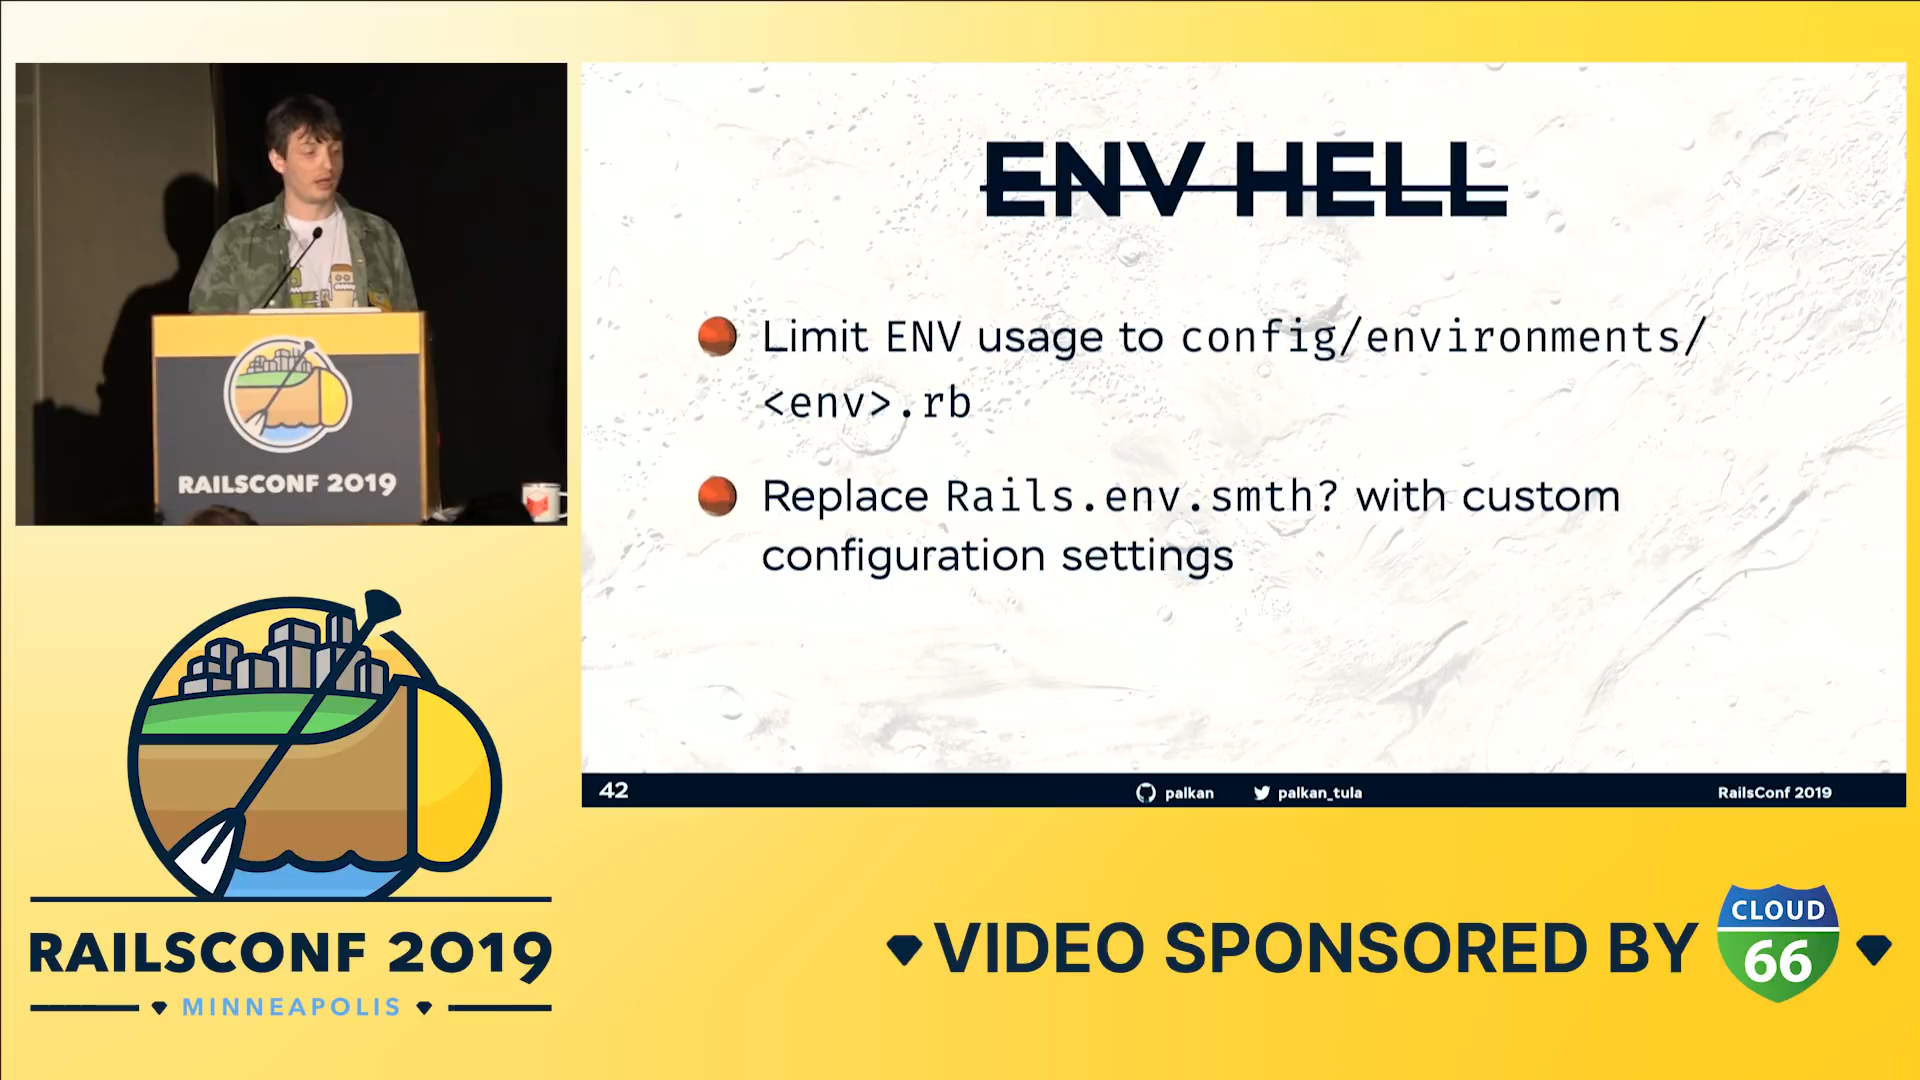 ENV HELL
Limit ENV usage to config/environments/
<env>.rb
Replace Rails.env.smth? with custom
configuration settings
42
palkan
palkan_tula
RailsConf 2019
RAILSCONF 2019
RAILSCONF 2019
MINNEAPOLIS
VIDEO SPONSORED BY
CLOUD
66